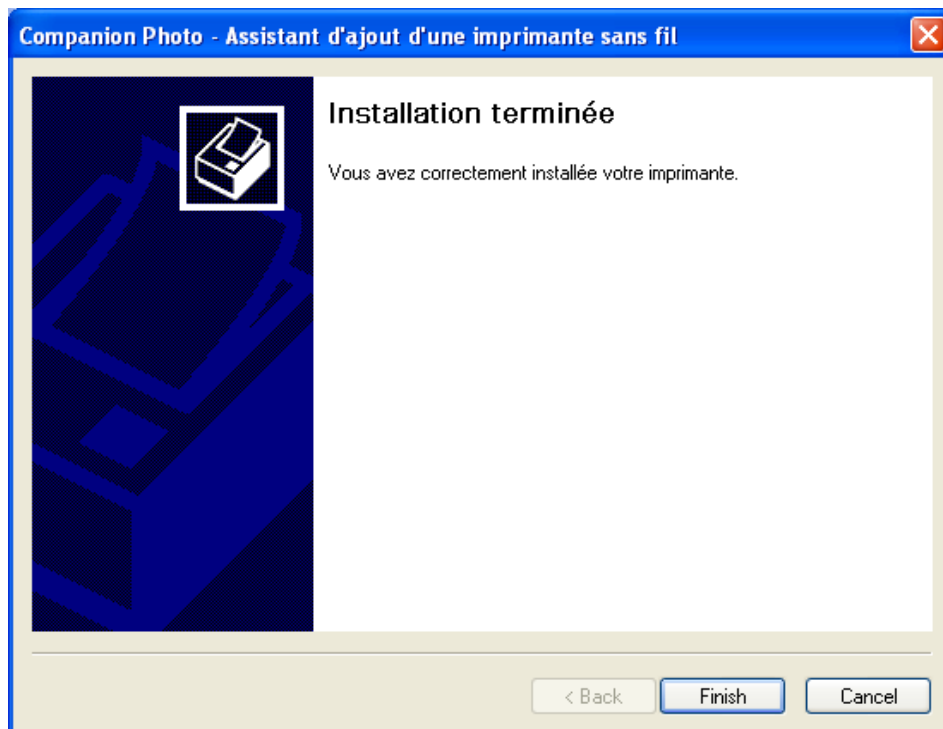 Companion Photo - Assistant d'ajout d'une imprimante sans fil
Installation terminée
Vous avez correctement installée votre imprimante.
< Back
Finish
Cancel